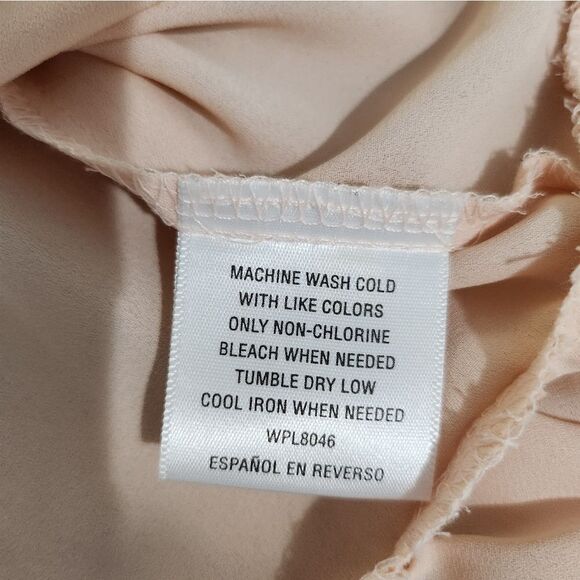 MACHINE WASH COLD
WITH LIKE COLORS
ONLY NON-CHLORINE
BLEACH WHEN NEEDED
TUMBLE DRY LOW
COOL IRON WHEN NEEDED
WPL8046
ESPAÑOL EN REVERSO